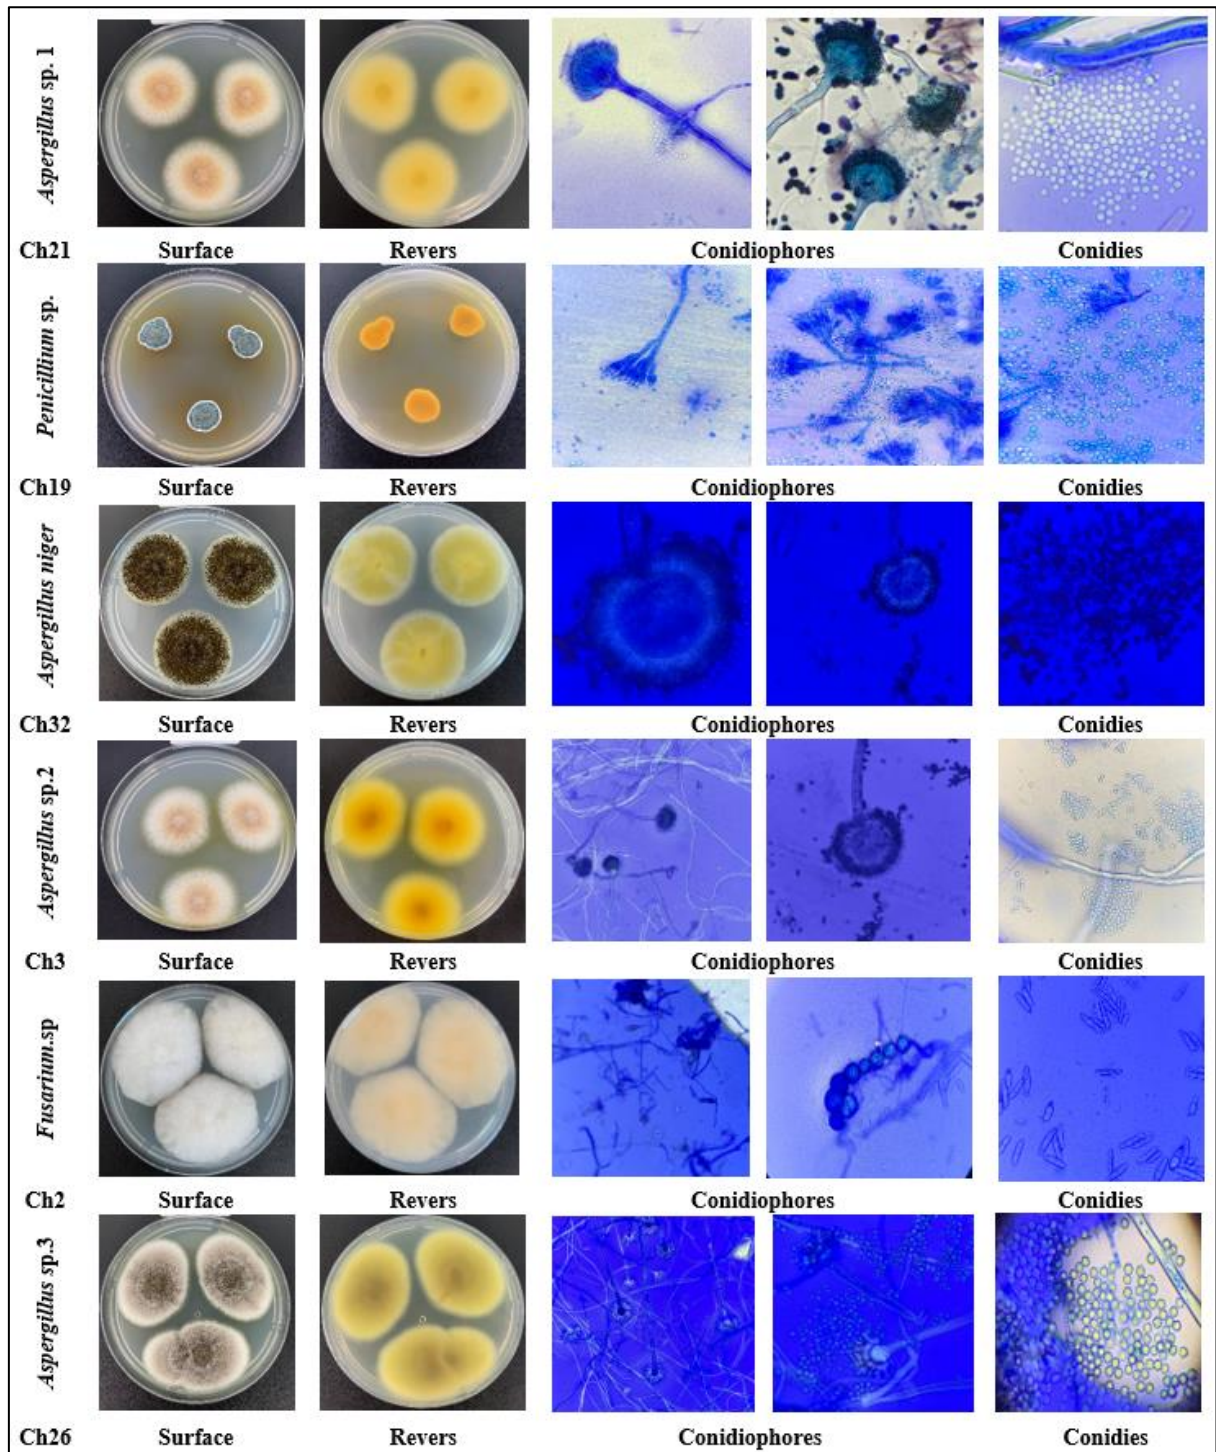 Aspergillus sp. 1
Ch21 Surface Revers Conidiophores Conidies
Penicillium sp.
Ch19 Surface Revers Conidiophores Conidies
Aspergillus niger
Ch32 Surface Revers Conidiophores Conidies
Aspergillus sp.2
Ch3 Surface Revers Conidiophores Conidies
Fusarium.sp
Ch2 Surface Revers Conidiophores Conidies
Aspergillus sp.3
Ch26 Surface Revers Conidiophores Conidies